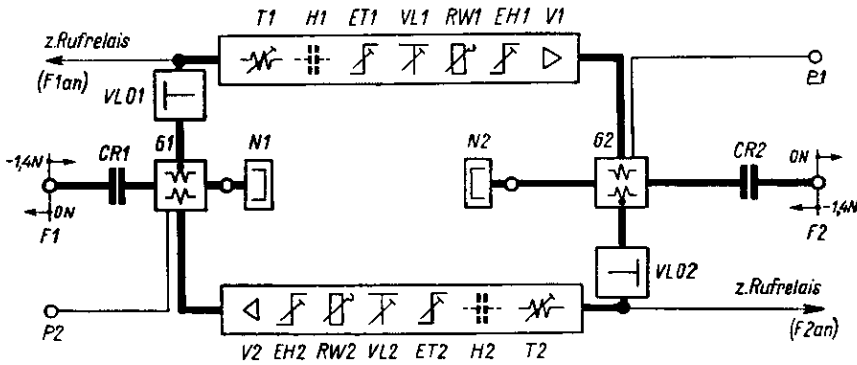 T1 H1 ET1 VL1 RW1 EH1 V1
z.Rufrelais
(F1an)
P1
VL01
G1 N1 N2 G2
CR1 CR2
-1,4N 0N
0N -1,4N
F1 F2
VL02
z.Rufrelais
(F2an)
P2
V2 EH2 RW2 VL2 ET2 H2 T2